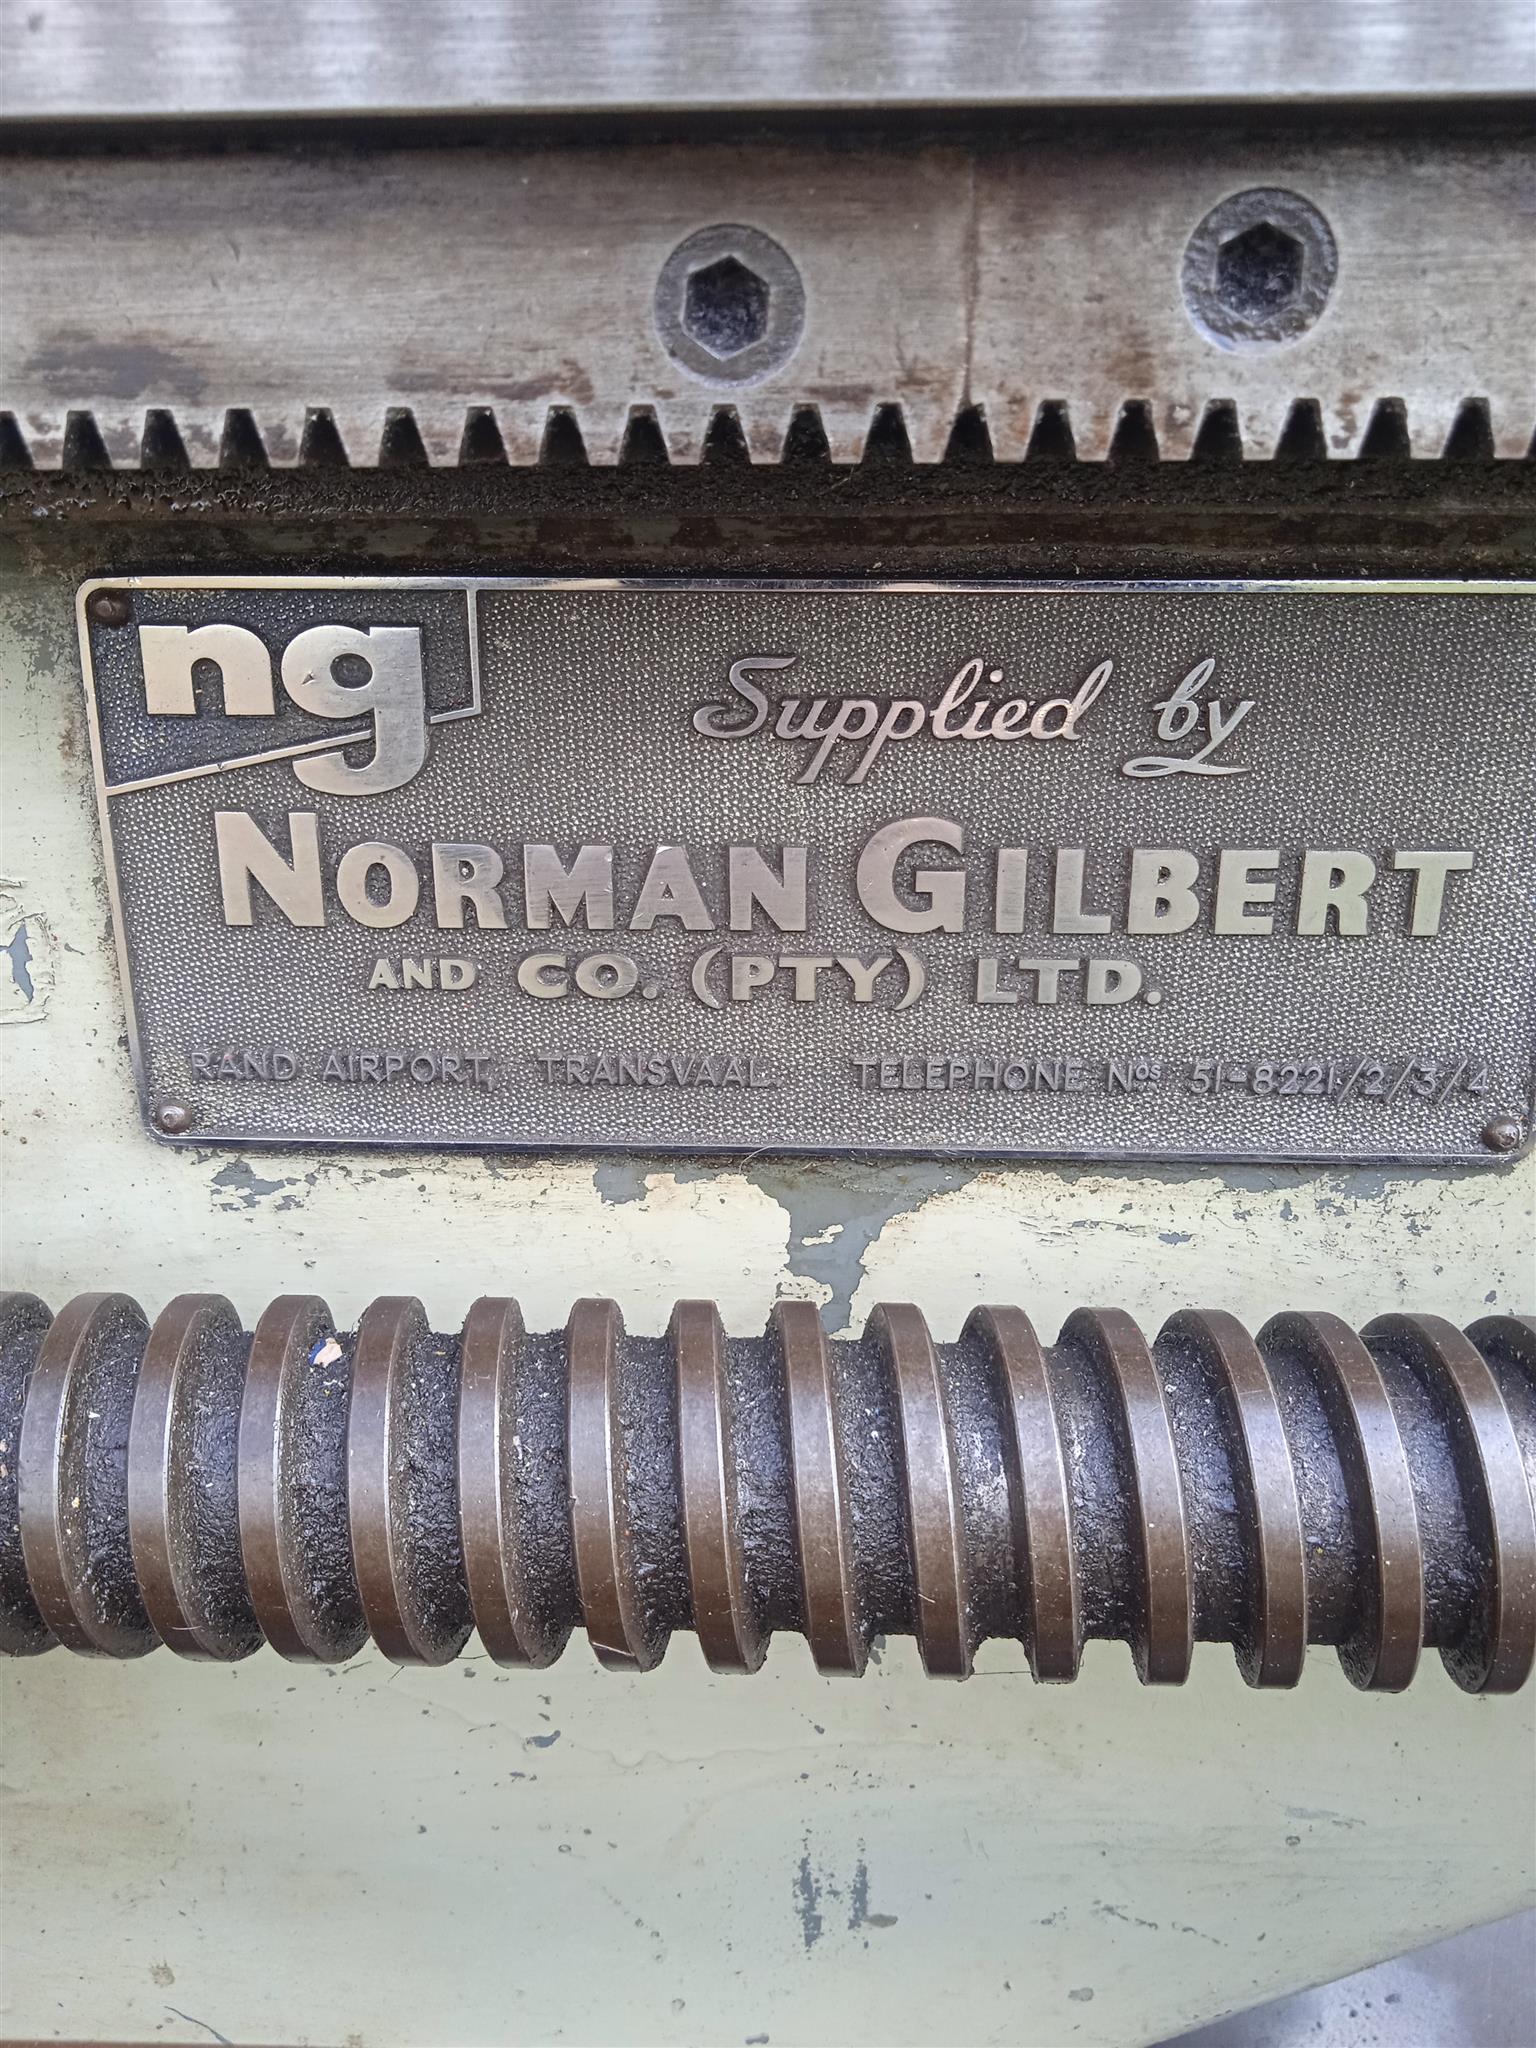 ng
Supplied by
NORMAN GILBERT
AND CO. (PTY) LTD.
RAND AIRPORT, TRANSVAAL. TELEPHONE Nos 51-8221/2/3/4